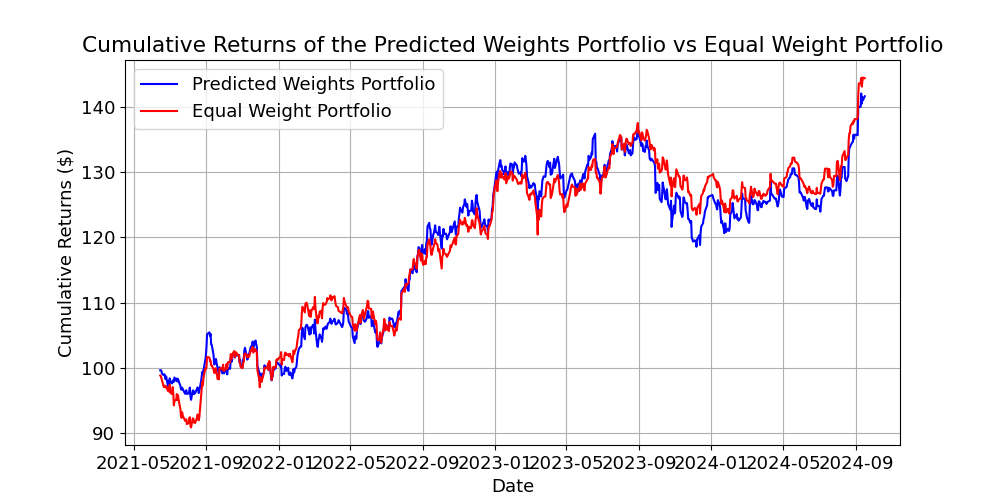 Cumulative Returns of the Predicted Weights Portfolio vs Equal Weight Portfolio
Predicted Weights Portfolio
Equal Weight Portfolio
Cumulative Returns ($)
140
130
120
110
100
90
2021-05 2021-09 2022-01 2022-05 2022-09 2023-01 2023-05 2023-09 2024-01 2024-05 2024-09
Date